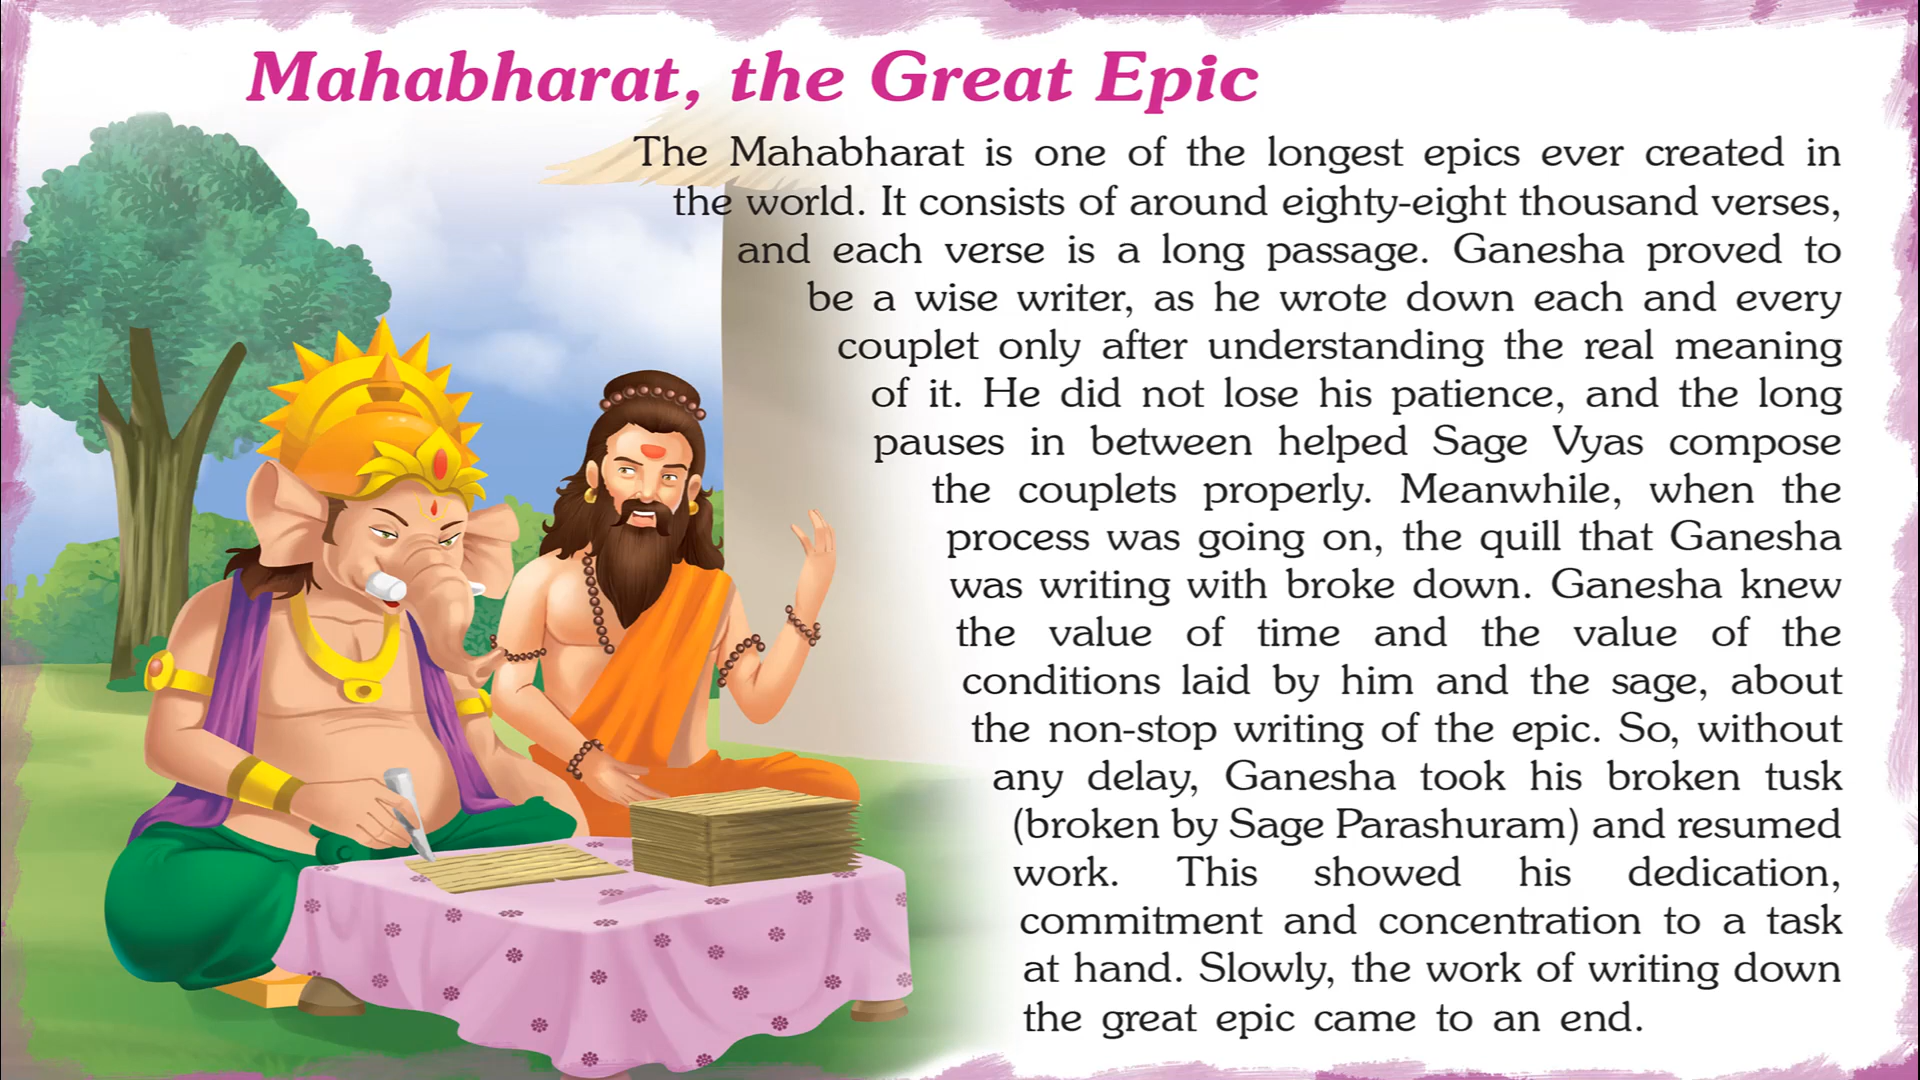 Mahabharat, the Great Epic
The Mahabharat is one of the longest epics ever created in
the world. It consists of around eighty-eight thousand verses,
and each verse is a long passage. Ganesha proved to
be a wise writer, as he wrote down each and every
couplet only after understanding the real meaning
of it. He did not lose his patience, and the long
pauses in between helped Sage Vyas compose
the couplets properly. Meanwhile, when the
process was going on, the quill that Ganesha
was writing with broke down. Ganesha knew
the value of time and the value of the
conditions laid by him and the sage, about
the non-stop writing of the epic. So, without
any delay, Ganesha took his broken tusk
(broken by Sage Parashuram) and resumed
work. This showed his dedication,
commitment and concentration to a task
at hand. Slowly, the work of writing down
the great epic came to an end.